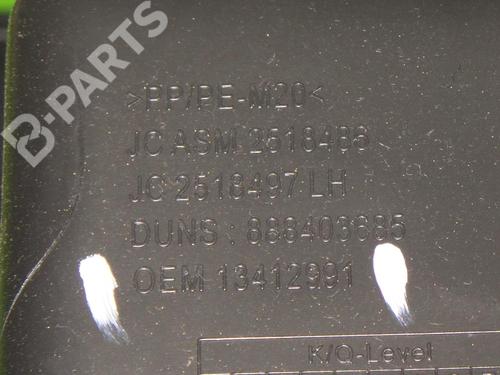 B-PARTS
>PP/PE-M20<
JC ASM 2518488
JC 2518497 LH
DUNS : 888403685
OEM 13412991
K/Q-Level